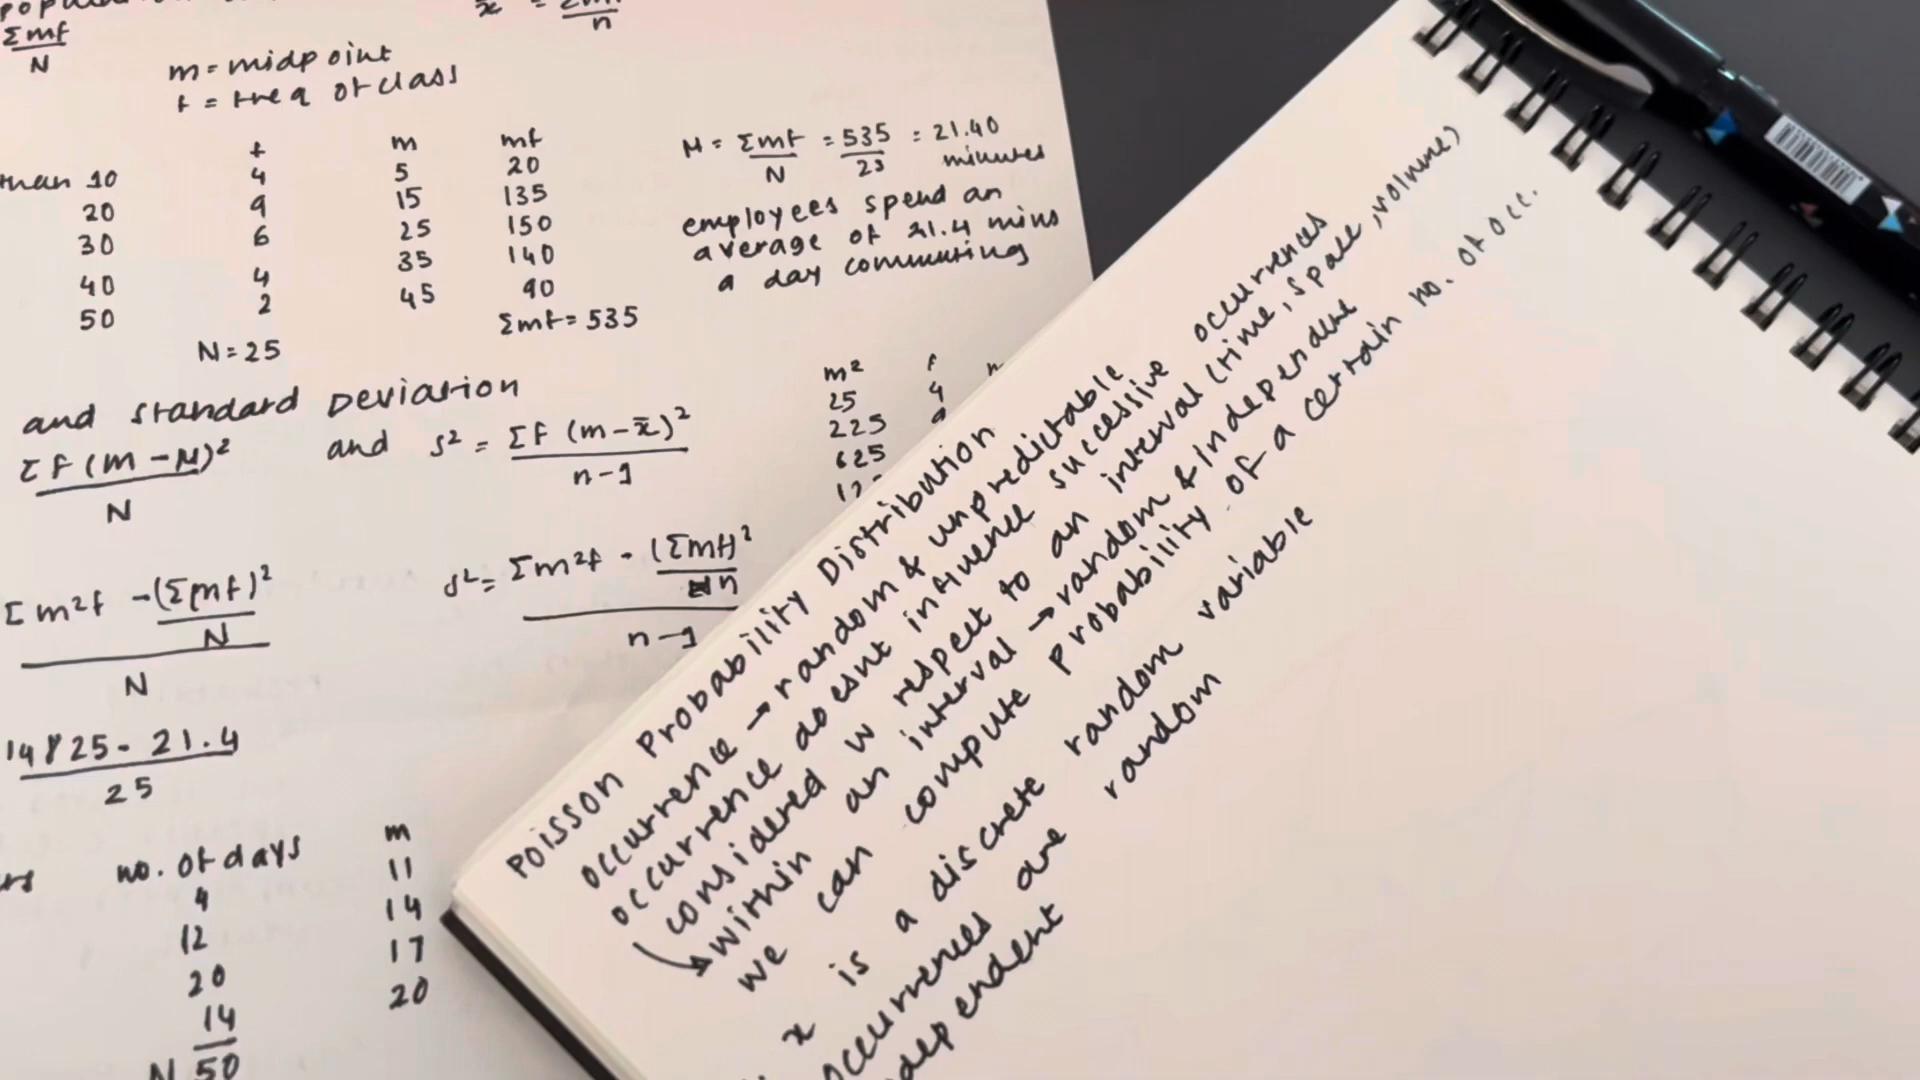 Σmf
N
x̄ =
n
m = midpoint
f = freq of class
f m mf
than 10 4 5 20
20 9 15 135
30 6 25 150
40 4 35 140
50 2 45 90
N = 25 Σmf = 535
M = Σmf = 535 = 21.40
N 25 minutes
employees spend an
average of 21.4 mins
a day commuting
and Standard Deviation
Σf (m - μ)²
N
and s² = Σf (m - x̄)²
n-1
m² f
25 4
225 9
625
Σm²f - (Σmf)²
N
N
s² = Σm²f - (Σmf)²
n
n-1
25
no. of days m
4 11
12 14
20 17
14 20
N 50
Poisson Probability Distribution
occurrence → random & unpredictable
occurrence doesnt influence successive occurrences
considered w respect to an interval (time, space, volume)
within an interval → random & independent
we can compute probability of a certain no. of occ.
x is a discrete random variable
occurrences are random